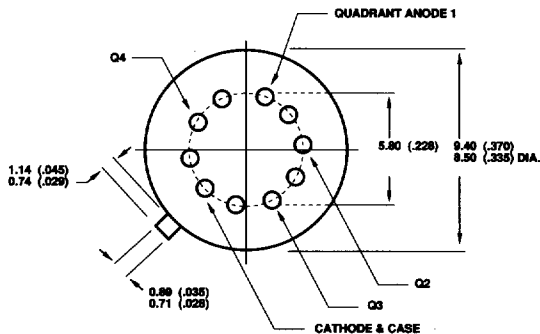 QUADRANT ANODE 1
Q4
5.80 (.228)
9.40 (.370)
8.50 (.335) DIA.
1.14 (.045)
0.74 (.029)
Q2
0.89 (.035)
0.71 (.028)
Q3
CATHODE & CASE